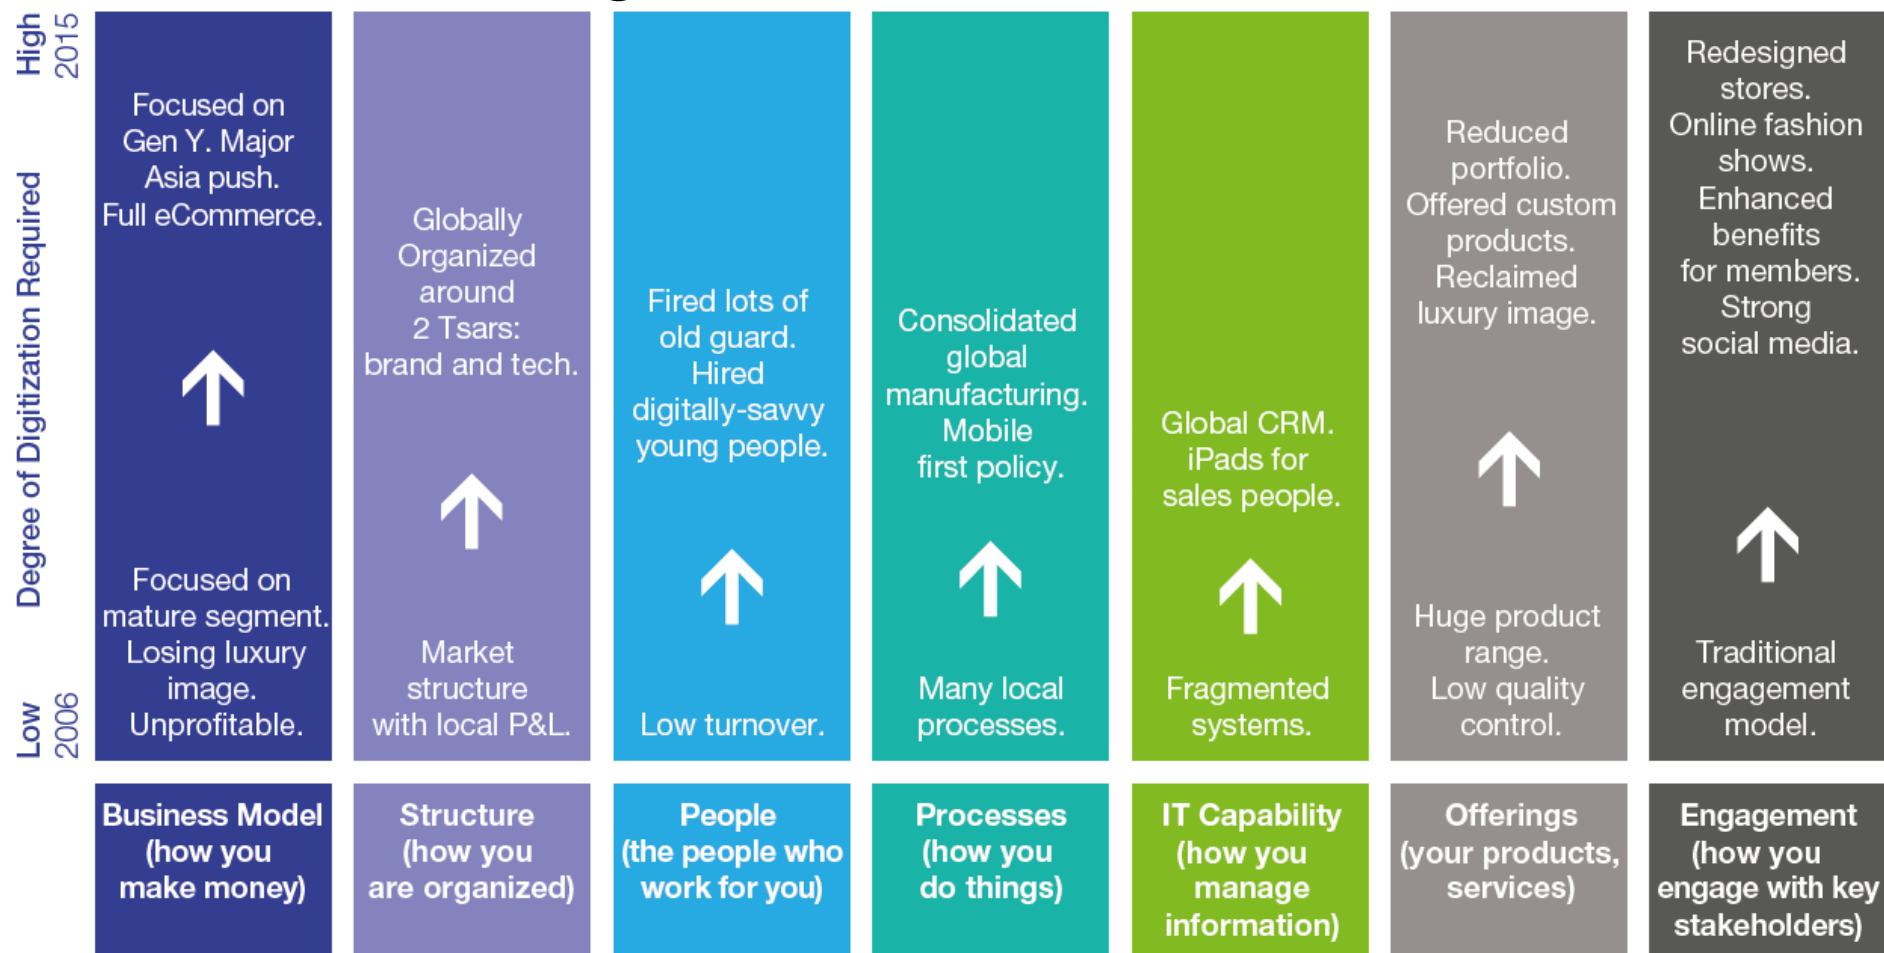 High
2015
Degree of Digitization Required
Low
2006
Focused on
Gen Y. Major
Asia push.
Full eCommerce.
Focused on
mature segment.
Losing luxury
image.
Unprofitable.
Business Model
(how you
make money)
Globally
Organized
around
2 Tsars:
brand and tech.
Market
structure
with local P&L.
Structure
(how you
are organized)
Fired lots of
old guard.
Hired
digitally-savvy
young people.
Low turnover.
People
(the people who
work for you)
Consolidated
global
manufacturing.
Mobile
first policy.
Many local
processes.
Processes
(how you
do things)
Global CRM.
iPads for
sales people.
Fragmented
systems.
IT Capability
(how you
manage
information)
Reduced
portfolio.
Offered custom
products.
Reclaimed
luxury image.
Huge product
range.
Low quality
control.
Offerings
(your products,
services)
Redesigned
stores.
Online fashion
shows.
Enhanced
benefits
for members.
Strong
social media.
Traditional
engagement
model.
Engagement
(how you
engage with key
stakeholders)